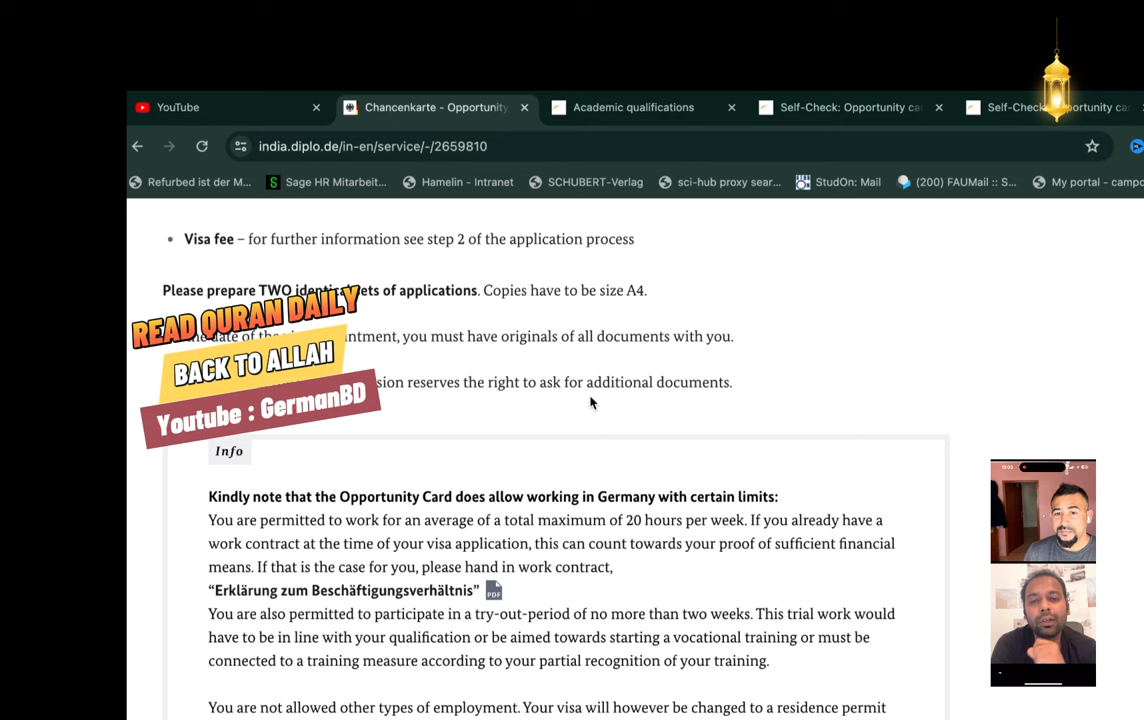 YouTube
Chancenkarte - Opportunity
Academic qualifications
Self-Check: Opportunity ca
Self-Check: Opportunity ca
india.diplo.de/in-en/service/-/2659810
Refurbed ist der M...
Sage HR Mitarbeit...
Hamelin - Intranet
SCHUBERT-Verlag
sci-hub proxy sear...
StudOn: Mail
(200) FAUMail :: S...
My portal - campo
Visa fee – for further information see step 2 of the application process
Please prepare TWO identical sets of applications. Copies have to be size A4.
READ QURAN DAILY
date of the appointment, you must have originals of all documents with you.
BACK TO ALLAH
reserves the right to ask for additional documents.
Youtube : GermanBD
Info
Kindly note that the Opportunity Card does allow working in Germany with certain limits:
You are permitted to work for an average of a total maximum of 20 hours per week. If you already have a
work contract at the time of your visa application, this can count towards your proof of sufficient financial
means. If that is the case for you, please hand in work contract,
“Erklärung zum Beschäftigungsverhältnis” PDF
You are also permitted to participate in a try-out-period of no more than two weeks. This trial work would
have to be in line with your qualification or be aimed towards starting a vocational training or must be
connected to a training measure according to your partial recognition of your training.
You are not allowed other types of employment. Your visa will however be changed to a residence permit